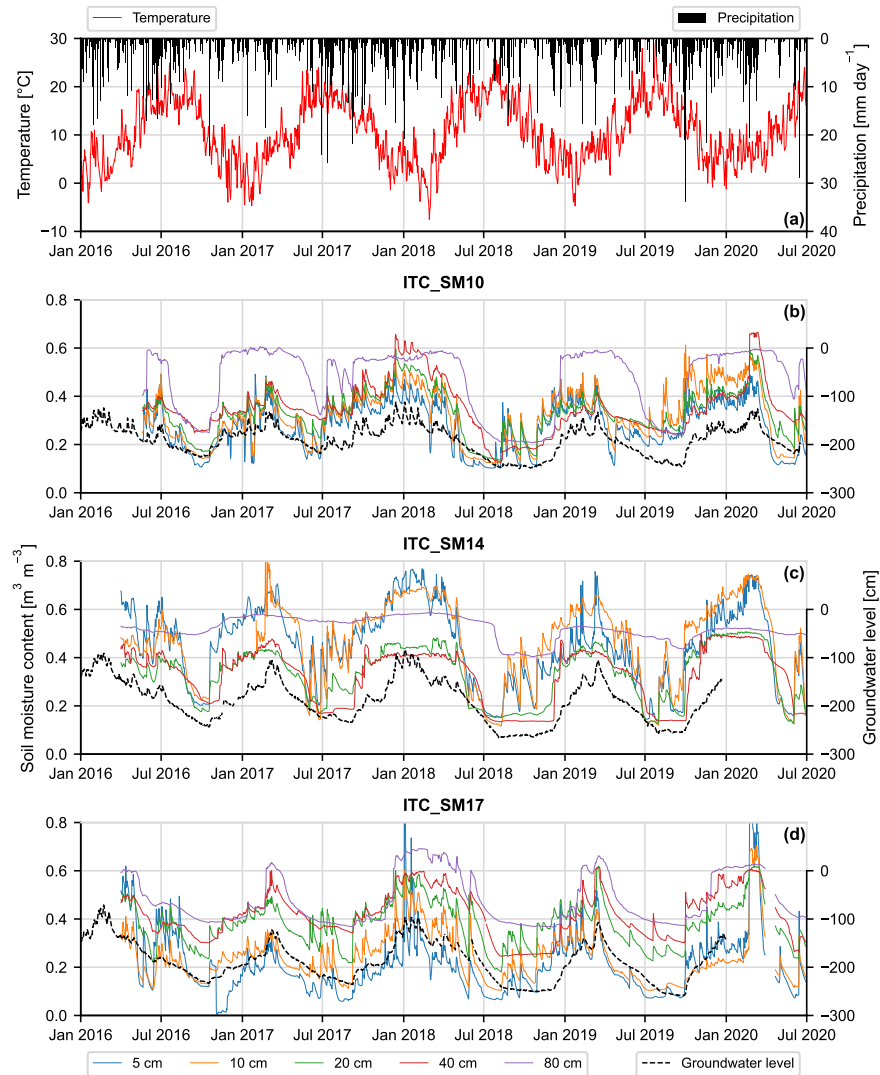 Temperature
Precipitation
30
20
10
0
−10
Temperature [°C]
0
10
20
30
40
Precipitation [mm day−1]
(a)
Jan 2016 Jul 2016 Jan 2017 Jul 2017 Jan 2018 Jul 2018 Jan 2019 Jul 2019 Jan 2020 Jul 2020
ITC_SM10
(b)
0.8
0.6
0.4
0.2
0.0
0
−100
−200
−300
Jan 2016 Jul 2016 Jan 2017 Jul 2017 Jan 2018 Jul 2018 Jan 2019 Jul 2019 Jan 2020 Jul 2020
ITC_SM14
(c)
0.8
0.6
0.4
0.2
0.0
Soil moisture content [m3 m−3]
0
−100
−200
−300
Groundwater level [cm]
Jan 2016 Jul 2016 Jan 2017 Jul 2017 Jan 2018 Jul 2018 Jan 2019 Jul 2019 Jan 2020 Jul 2020
ITC_SM17
(d)
0.8
0.6
0.4
0.2
0.0
0
−100
−200
−300
Jan 2016 Jul 2016 Jan 2017 Jul 2017 Jan 2018 Jul 2018 Jan 2019 Jul 2019 Jan 2020 Jul 2020
5 cm 10 cm 20 cm 40 cm 80 cm Groundwater level